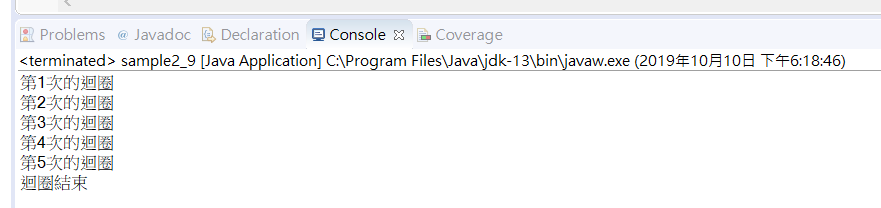 Problems @ Javadoc Declaration Console Coverage
<terminated> sample2_9 [Java Application] C:\Program Files\Java\jdk-13\bin\javaw.exe (2019年10月10日 下午6:18:46)
第1次的迴圈
第2次的迴圈
第3次的迴圈
第4次的迴圈
第5次的迴圈
迴圈結束